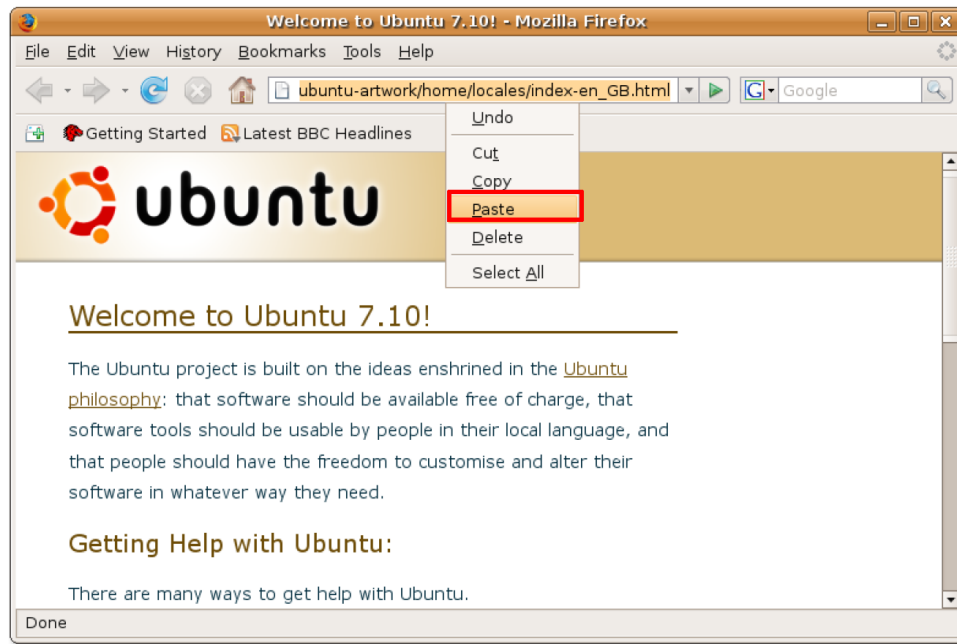 Welcome to Ubuntu 7.10! - Mozilla Firefox
File Edit View History Bookmarks Tools Help
ubuntu-artwork/home/locales/index-en_GB.html G Google
Getting Started Latest BBC Headlines
Undo
Cut
Copy
Paste
Delete
Select All
ubuntu
Welcome to Ubuntu 7.10!
The Ubuntu project is built on the ideas enshrined in the Ubuntu
philosophy: that software should be available free of charge, that
software tools should be usable by people in their local language, and
that people should have the freedom to customise and alter their
software in whatever way they need.
Getting Help with Ubuntu:
There are many ways to get help with Ubuntu.
Done